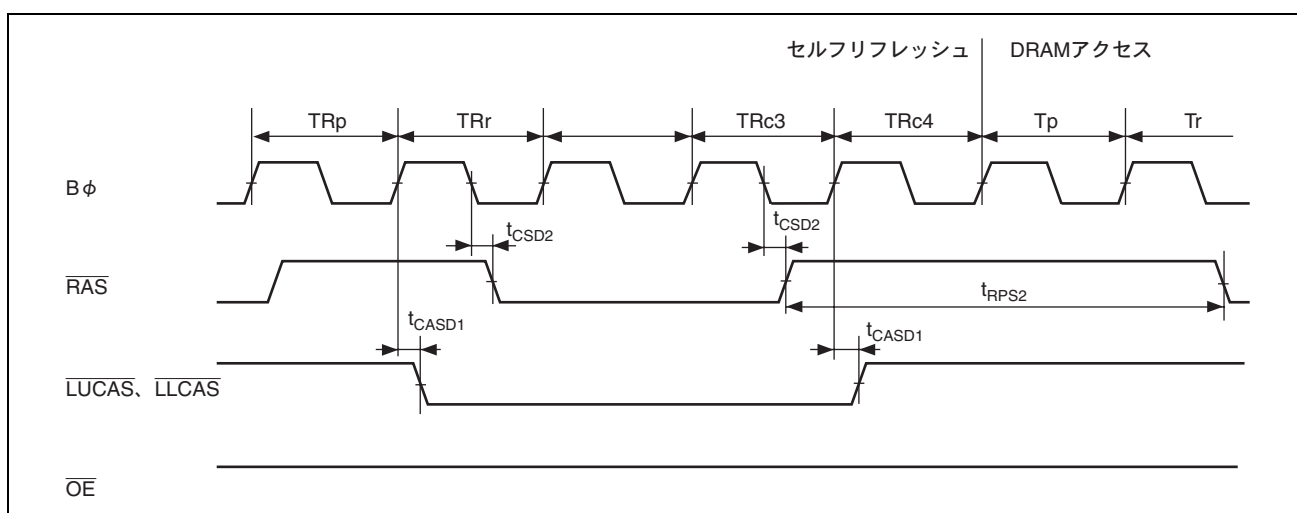 セルフリフレッシュ DRAMアクセス
TRp TRr TRc3 TRc4 Tp Tr
Bφ
tCSD2 tCSD2
RAS
tRPS2
tCASD1 tCASD1
LUCAS、LLCAS
OE